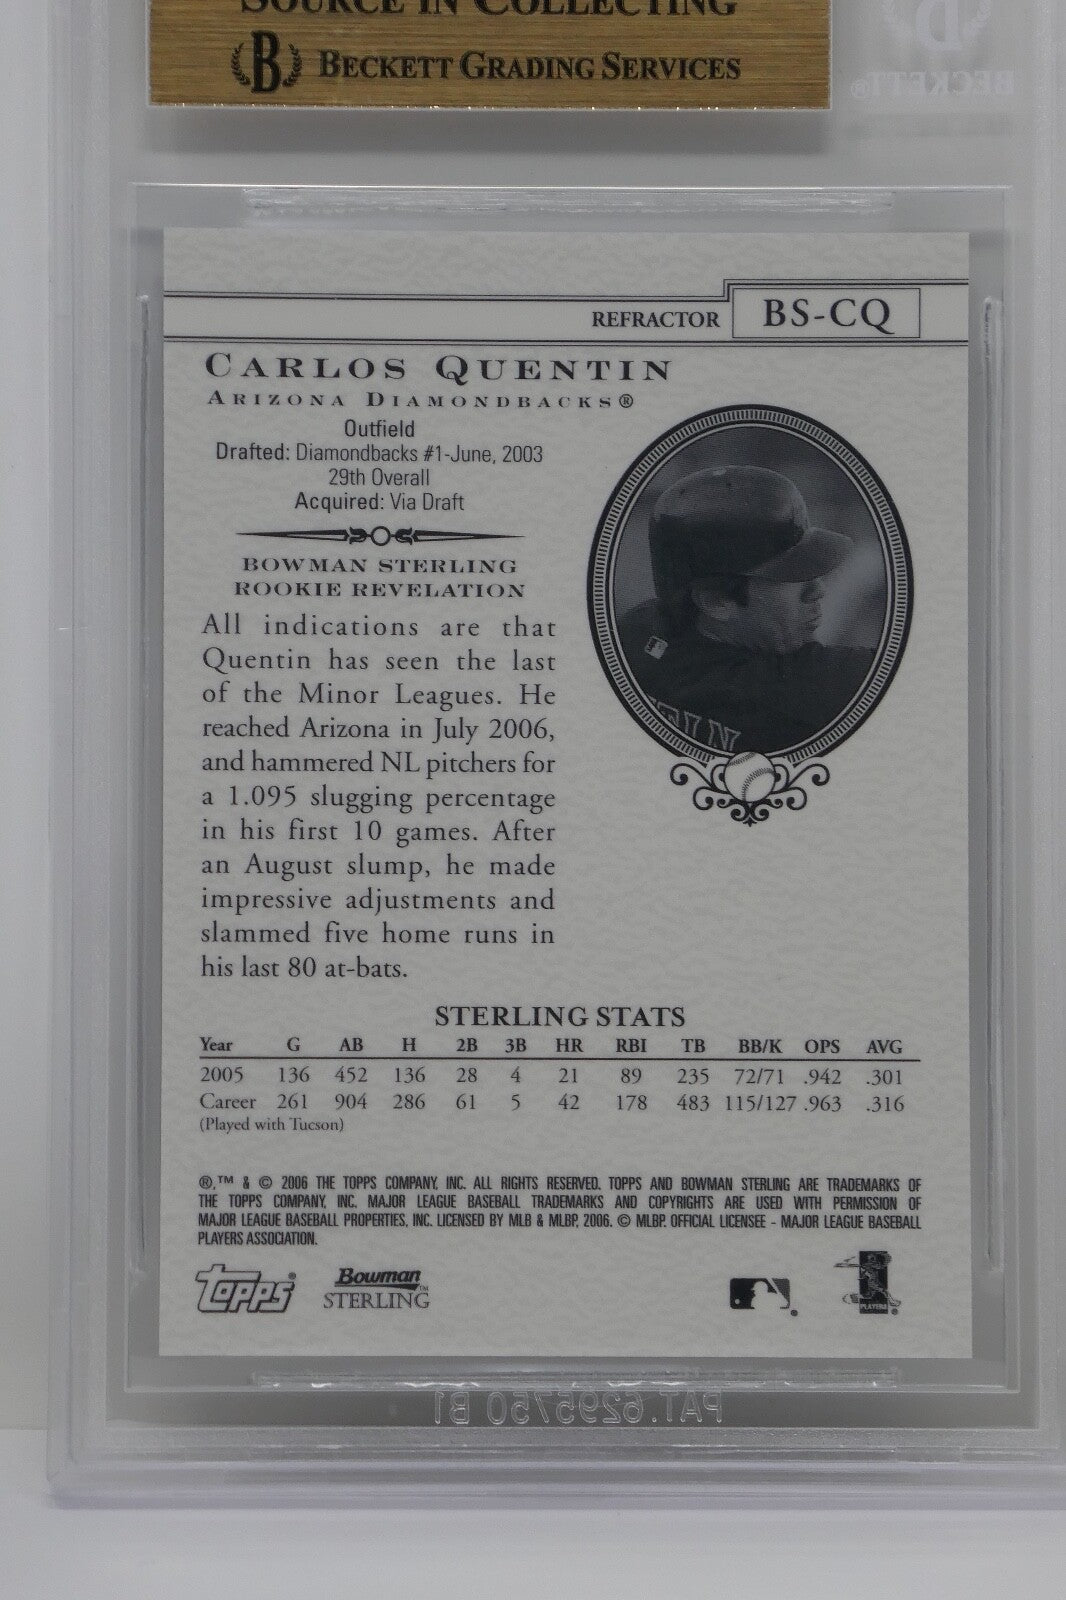 SOURCE IN COLLECTING
B BECKETT GRADING SERVICES
BECKETT®
REFRACTOR BS-CQ
CARLOS QUENTIN
ARIZONA DIAMONDBACKS®
Outfield
Drafted: Diamondbacks #1-June, 2003
29th Overall
Acquired: Via Draft
BOWMAN STERLING
ROOKIE REVELATION
All indications are that
Quentin has seen the last
of the Minor Leagues. He
reached Arizona in July 2006,
and hammered NL pitchers for
a 1.095 slugging percentage
in his first 10 games. After
an August slump, he made
impressive adjustments and
slammed five home runs in
his last 80 at-bats.
STERLING STATS
Year G AB H 2B 3B HR RBI TB BB/K OPS AVG
2005 136 452 136 28 4 21 89 235 72/71 .942 .301
Career 261 904 286 61 5 42 178 483 115/127 .963 .316
(Played with Tucson)
®,™ & © 2006 THE TOPPS COMPANY, INC. ALL RIGHTS RESERVED. TOPPS AND BOWMAN STERLING ARE TRADEMARKS OF
THE TOPPS COMPANY, INC. MAJOR LEAGUE BASEBALL TRADEMARKS AND COPYRIGHTS ARE USED WITH PERMISSION OF
MAJOR LEAGUE BASEBALL PROPERTIES, INC. LICENSED BY MLB & MLBP, 2006. © MLBP. OFFICIAL LICENSEE - MAJOR LEAGUE BASEBALL
PLAYERS ASSOCIATION.
TOPPS® Bowman STERLING™
PLAYERS
PAT.6295750 B1